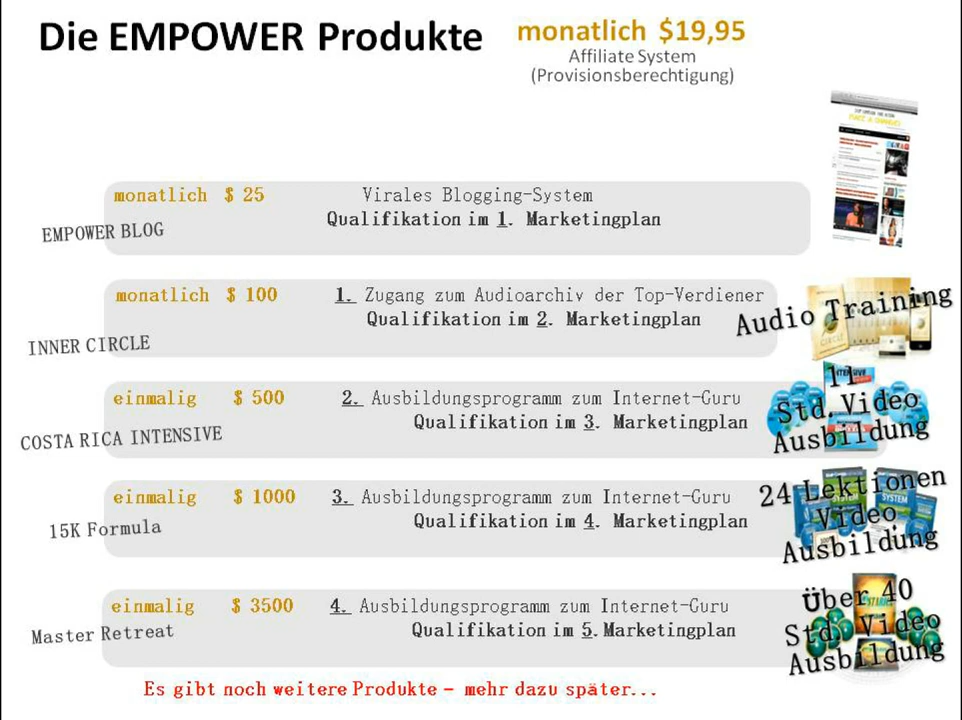 Die EMPOWER Produkte
monatlich $19,95
Affiliate System
(Provisionsberechtigung)
monatlich $ 25 Virales Blogging-System
Qualifikation im 1. Marketingplan
EMPOWER BLOG
monatlich $ 100 1. Zugang zum Audioarchiv der Top-Verdiener
Qualifikation im 2. Marketingplan
INNER CIRCLE
Audio Training
einmalig $ 500 2. Ausbildungsprogramm zum Internet-Guru
Qualifikation im 3. Marketingplan
COSTA RICA INTENSIVE
11
Std. Video
Ausbildung
einmalig $ 1000 3. Ausbildungsprogramm zum Internet-Guru
Qualifikation im 4. Marketingplan
15K Formula
24 Lektionen
Video
Ausbildung
einmalig $ 3500 4. Ausbildungsprogramm zum Internet-Guru
Qualifikation im 5. Marketingplan
Master Retreat
Über 40
Std. Video
Ausbildung
Es gibt noch weitere Produkte - mehr dazu später...